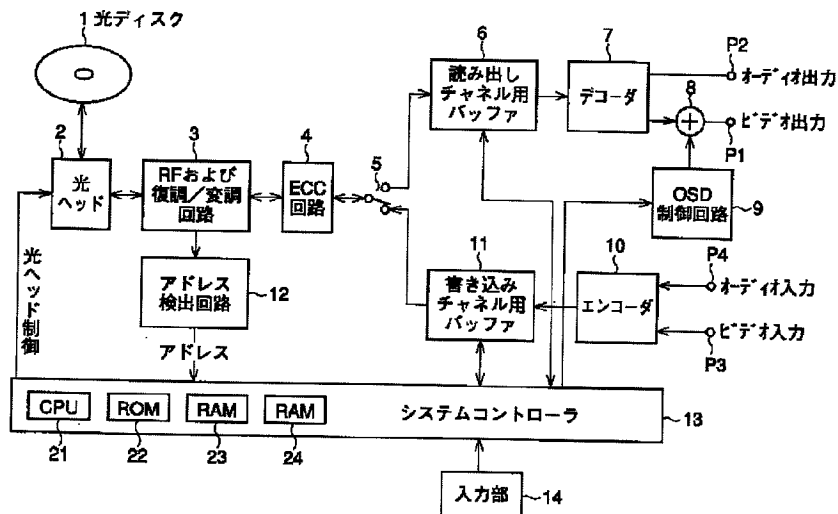 1 光ディスク
2
光
ヘッド
3
RFおよび
復調/変調
回路
4
ECC
回路
5
6
読み出し
チャネル用
バッファ
7
デコーダ
P2
オーディオ出力
8
ビデオ出力
P1
OSD
制御回路
9
10
エンコーダ
P4
オーディオ入力
ビデオ入力
P3
11
書き込み
チャネル用
バッファ
アドレス
検出回路
12
アドレス
光ヘッド制御
CPU
ROM
RAM
RAM
システムコントローラ
13
21
22
23
24
入力部
14